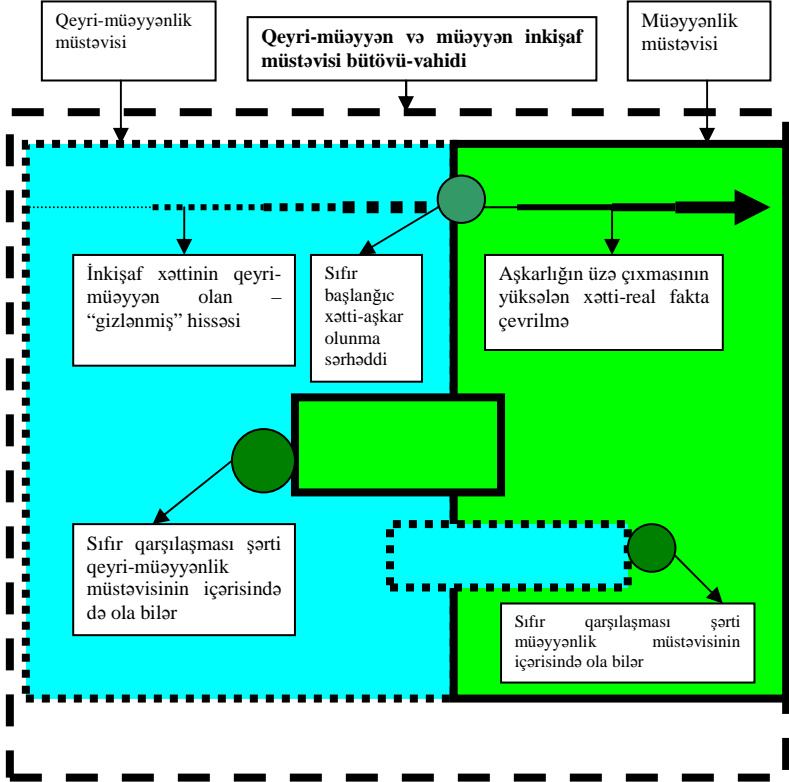 Qeyri-müəyyənlik
müstəvisi
Qeyri-müəyyən və müəyyən inkişaf
müstəvisi bütövü-vahidi
Müəyyənlik
müstəvisi
İnkişaf xəttinin qeyri-
müəyyən olan –
“gizlənmiş” hissəsi
Sıfır
başlanğıc
xətti-aşkar
olunma
sərhəddi
Aşkarlığın üzə çıxmasının
yüksələn xətti-real fakta
çevrilmə
Sıfır qarşılaşması şərti
qeyri-müəyyənlik
müstəvisinin içərisində
də ola bilər
Sıfır qarşılaşması şərti
müəyyənlik müstəvisinin
içərisində ola bilər